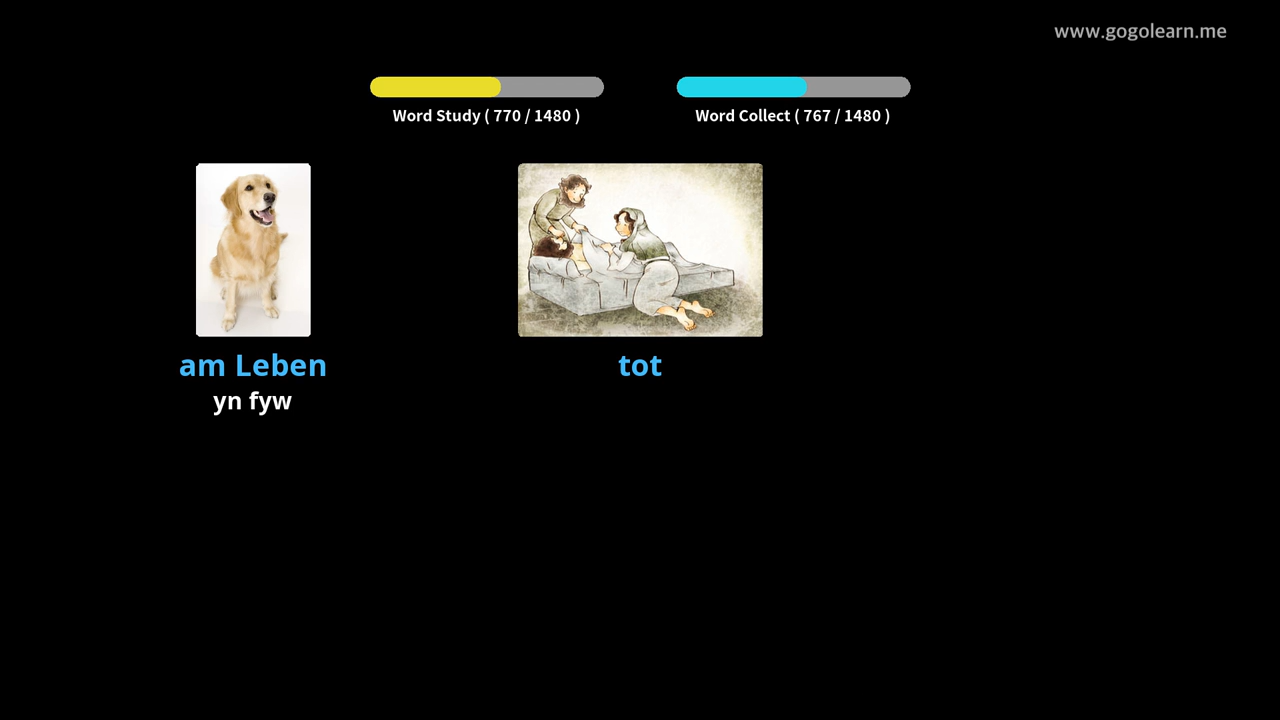 www.gogolearn.me
Word Study ( 770 / 1480 )
Word Collect ( 767 / 1480 )
am Leben
yn fyw
tot